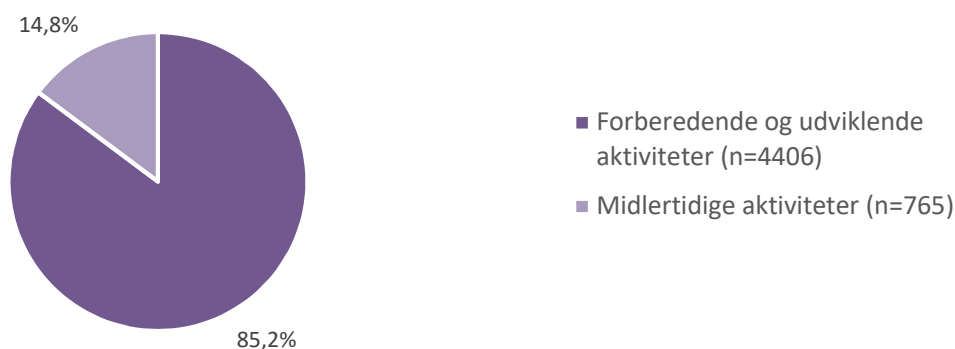 14,8%
Forberedende og udviklende
aktiviteter (n=4406)
Midlertidige aktiviteter (n=765)
85,2%